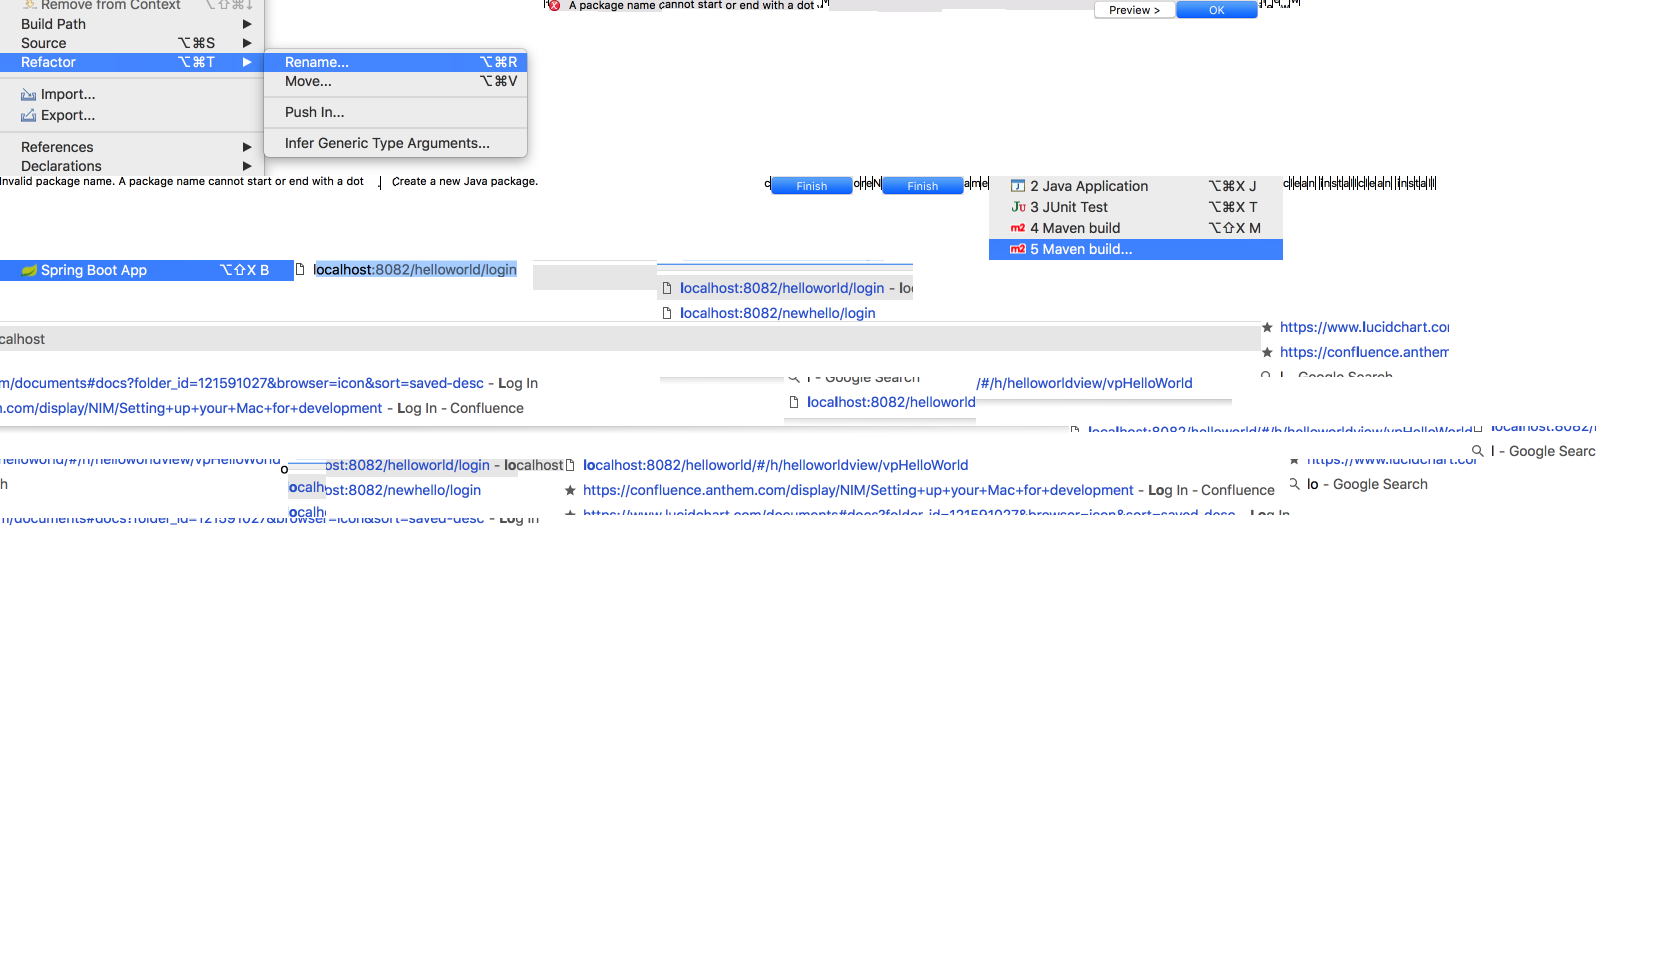 Remove from Context
Build Path
Source ⌥⌘S
Refactor ⌥⌘T
Import...
Export...
References
Declarations
Rename... ⌥⌘R
Move... ⌥⌘V
Push In...
Infer Generic Type Arguments...
A package name cannot start or end with a dot
Preview >
OK
Invalid package name. A package name cannot start or end with a dot
Create a new Java package.
Finish
Finish
ame
2 Java Application ⌥⌘X J
3 JUnit Test ⌥⌘X T
4 Maven build ⌥⇧X M
5 Maven build...
clean install clean install
Spring Boot App ⌥⇧X B
localhost:8082/helloworld/login
localhost:8082/helloworld/login - loc
localhost:8082/newhello/login
calhost
https://www.lucidchart.co
https://confluence.anthem
l - Google Search
m/documents#docs?folder_id=121591027&browser=icon&sort=saved-desc - Log In
l - Google Search
/#/h/helloworldview/vpHelloWorld
localhost:8082/helloworld
.com/display/NIM/Setting+up+your+Mac+for+development - Log In - Confluence
localhost:8082/#/h/helloworldview/vpHelloWorld
localhost:8082/
l - Google Searc
helloworld/#/h/helloworldview/vpHelloWorld
o
ost:8082/helloworld/login - localhost
localhost:8082/helloworld/#/h/helloworldview/vpHelloWorld
https://www.lucidchart.co
h
ocalh
ost:8082/newhello/login
https://confluence.anthem.com/display/NIM/Setting+up+your+Mac+for+development - Log In - Confluence
lo - Google Search
ocalh
https://www.lucidchart.com/documents#docs?folder_id=121591027&browser=icon&sort=saved-desc - Log In
m/documents#docs?folder_id=121591027&browser=icon&sort=saved-desc - Log In